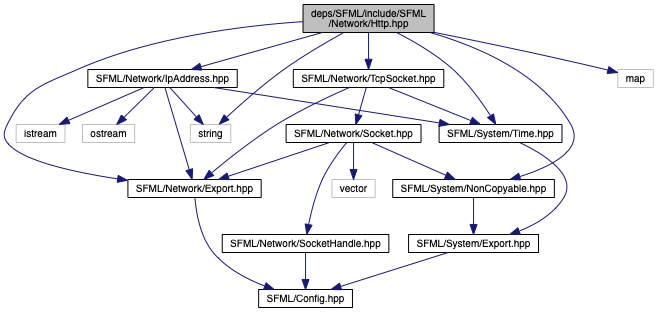 deps/SFML/include/SFML
/Network/Http.hpp
SFML/Network/IpAddress.hpp
SFML/Network/TcpSocket.hpp
map
istream
ostream
string
SFML/Network/Socket.hpp
SFML/System/Time.hpp
SFML/Network/Export.hpp
vector
SFML/System/NonCopyable.hpp
SFML/Network/SocketHandle.hpp
SFML/System/Export.hpp
SFML/Config.hpp